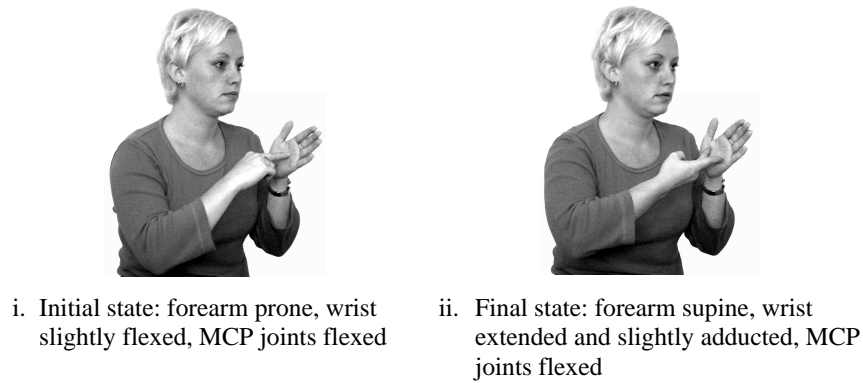 i. Initial state: forearm prone, wrist
slightly flexed, MCP joints flexed
ii. Final state: forearm supine, wrist
extended and slightly adducted, MCP
joints flexed